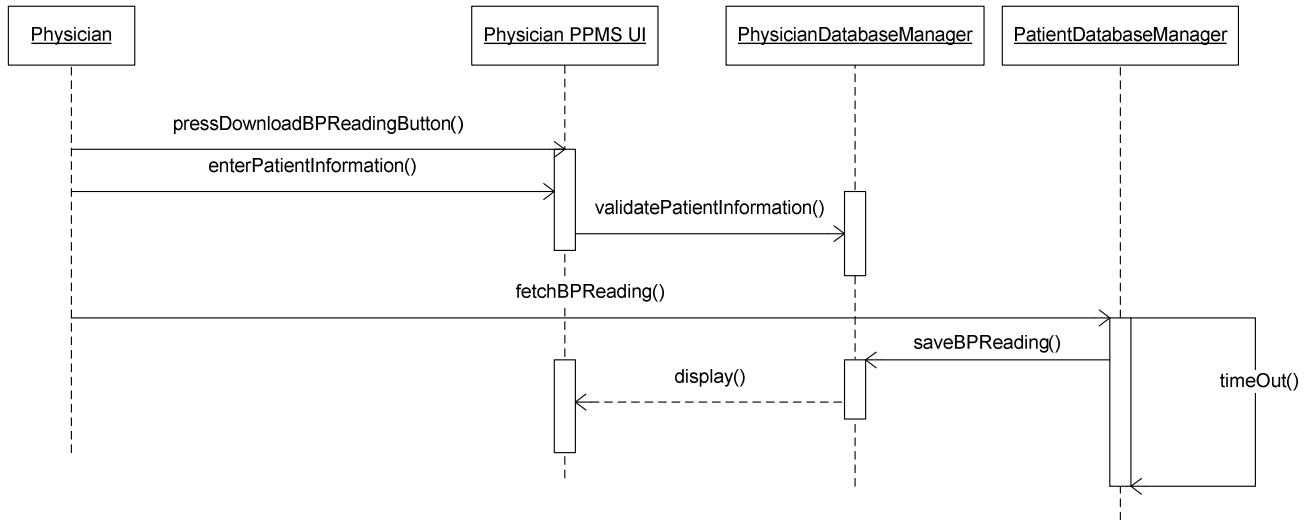 Physician
Physician PPMS UI
PhysicianDatabaseManager
PatientDatabaseManager
pressDownloadBPReadingButton()
enterPatientInformation()
validatePatientInformation()
fetchBPReading()
saveBPReading()
display()
timeOut()